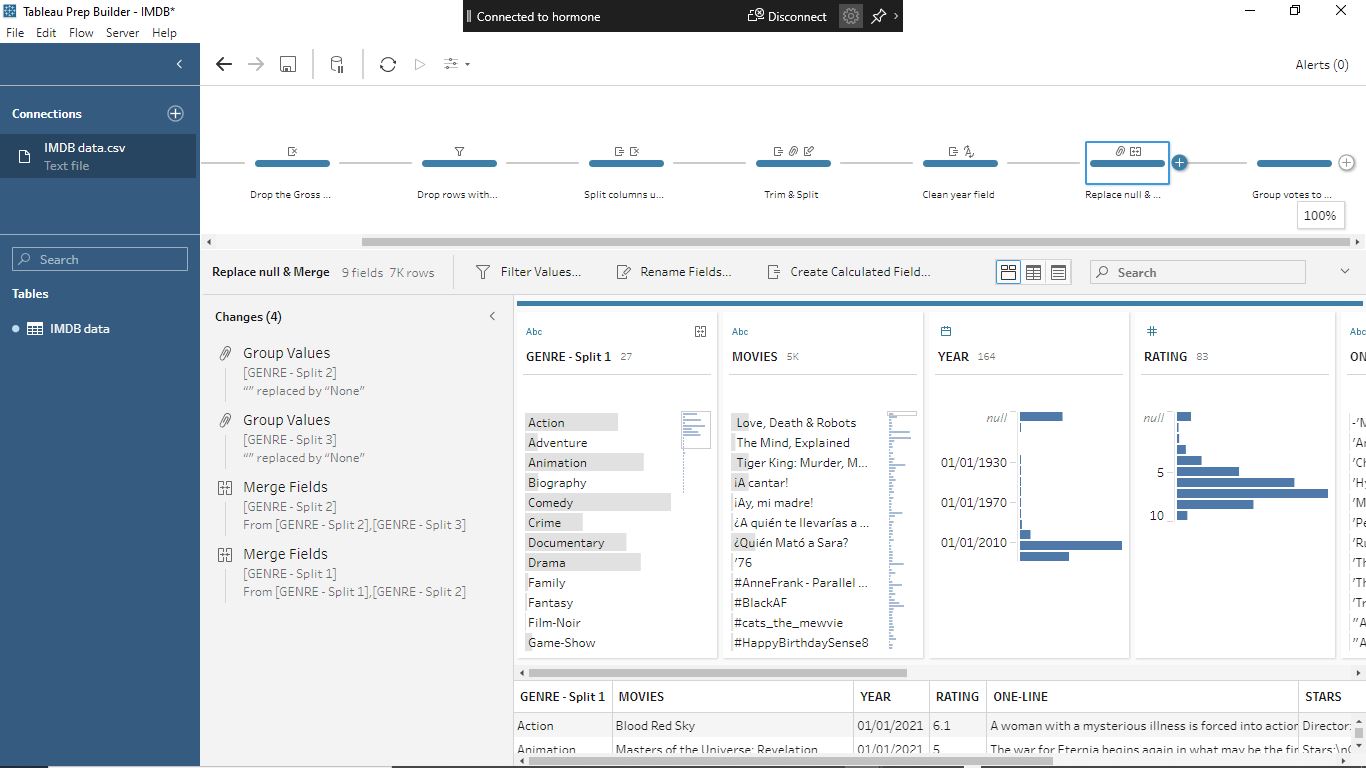 Tableau Prep Builder - IMDB*
Connected to hormone
Disconnect
File Edit Flow Server Help
Alerts (0)
Connections
IMDB data.csv
Text file
Search
Tables
IMDB data
Drop the Gross ...
Drop rows with...
Split columns u...
Trim & Split
Clean year field
Replace null & ...
Group votes to ...
100%
Replace null & Merge 9 fields 7K rows
Filter Values...
Rename Fields...
Create Calculated Field...
Search
Changes (4)
Group Values
[GENRE - Split 2]
“” replaced by “None”
Group Values
[GENRE - Split 3]
“” replaced by “None”
Merge Fields
[GENRE - Split 2]
From [GENRE - Split 2],[GENRE - Split 3]
Merge Fields
[GENRE - Split 1]
From [GENRE - Split 1],[GENRE - Split 2]
Abc
GENRE - Split 1 27
Action
Adventure
Animation
Biography
Comedy
Crime
Documentary
Drama
Family
Fantasy
Film-Noir
Game-Show
Abc
MOVIES 5K
Love, Death & Robots
The Mind, Explained
Tiger King: Murder, M...
¡A cantar!
¡Ay, mi madre!
¿A quién te llevarías a ...
¿Quién Mató a Sara?
’76
#AnneFrank - Parallel ...
#BlackAF
#cats_the_mewvie
#HappyBirthdaySense8
YEAR 164
null
01/01/1930
01/01/1970
01/01/2010
#
RATING 83
null
5
10
Abc
ON
GENRE - Split 1 MOVIES YEAR RATING ONE-LINE STARS
Action Blood Red Sky 01/01/2021 6.1 A woman with a mysterious illness is forced into action Director:
Animation Masters of the Universe: Revelation 01/01/2021 5 The war for Eternia begins again in what may be the fin Stars:\n